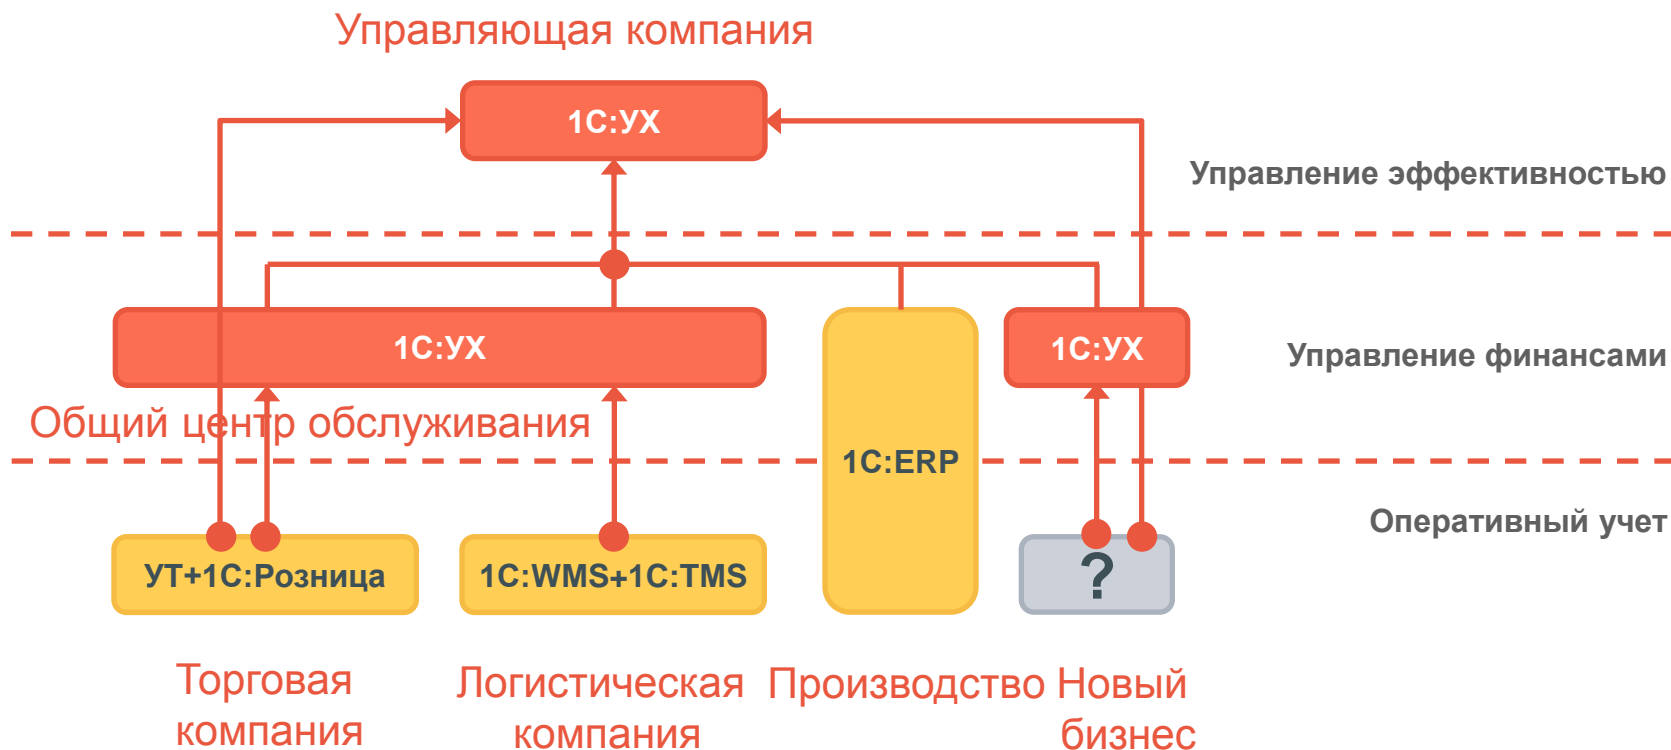 Управляющая компания
1С:УХ
Управление эффективностью
1С:УХ
1С:УХ
Управление финансами
Общий центр обслуживания
1С:ERP
Оперативный учет
УТ+1С:Розница
1С:WMS+1С:TMS
?
Торговая
компания
Логистическая
компания
Производство
Новый
бизнес